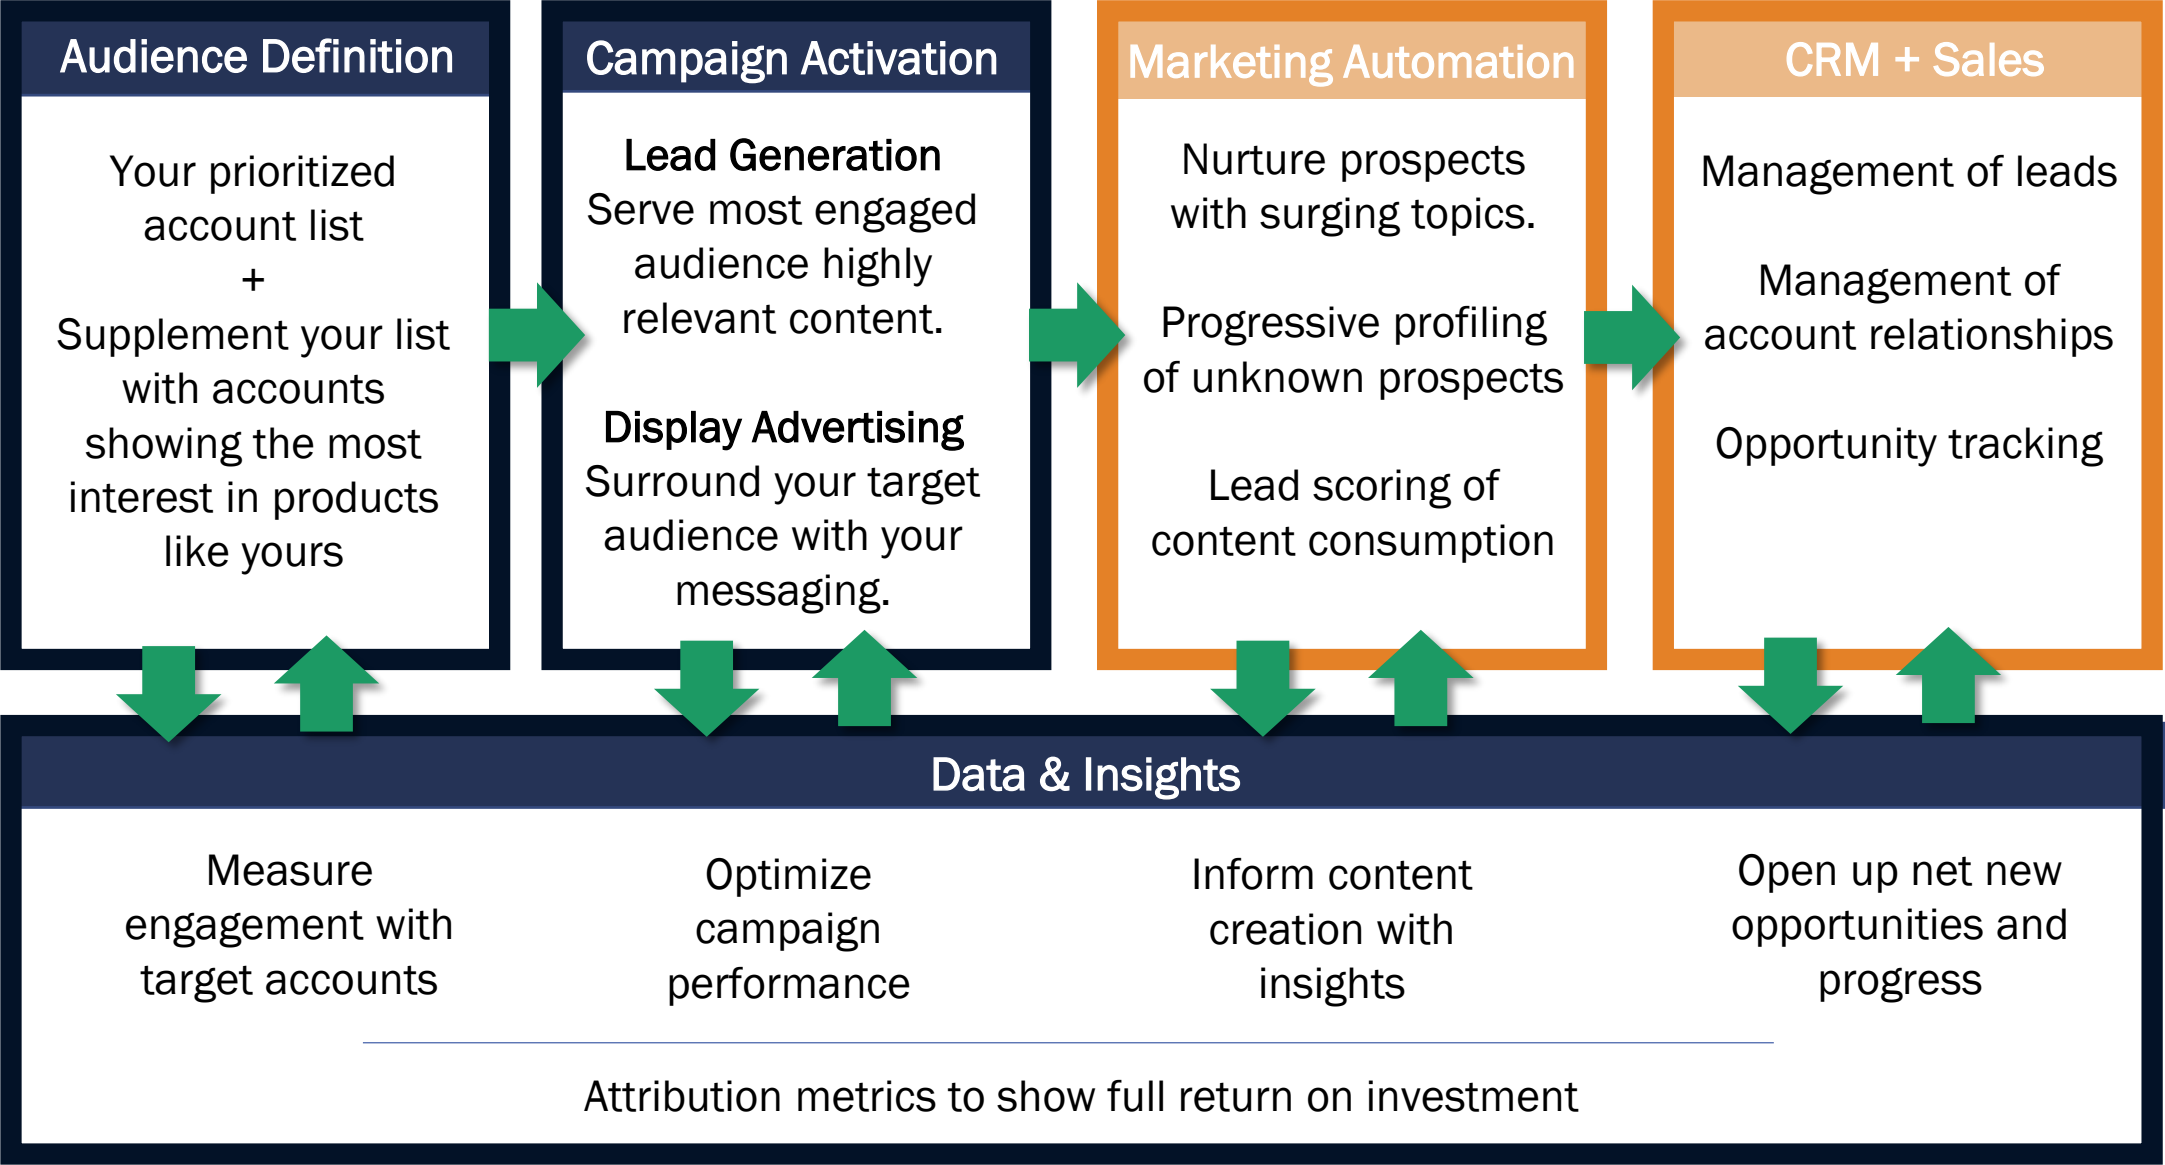 Audience Definition
Your prioritized
account list
+
Supplement your list
with accounts
showing the most
interest in products
like yours
Campaign Activation
Lead Generation
Serve most engaged
audience highly
relevant content.
Display Advertising
Surround your target
audience with your
messaging.
Marketing Automation
Nurture prospects
with surging topics.
Progressive profiling
of unknown prospects
Lead scoring of
content consumption
CRM + Sales
Management of leads
Management of
account relationships
Opportunity tracking
Data & Insights
Measure
engagement with
target accounts
Optimize
campaign
performance
Inform content
creation with
insights
Open up net new
opportunities and
progress
Attribution metrics to show full return on investment